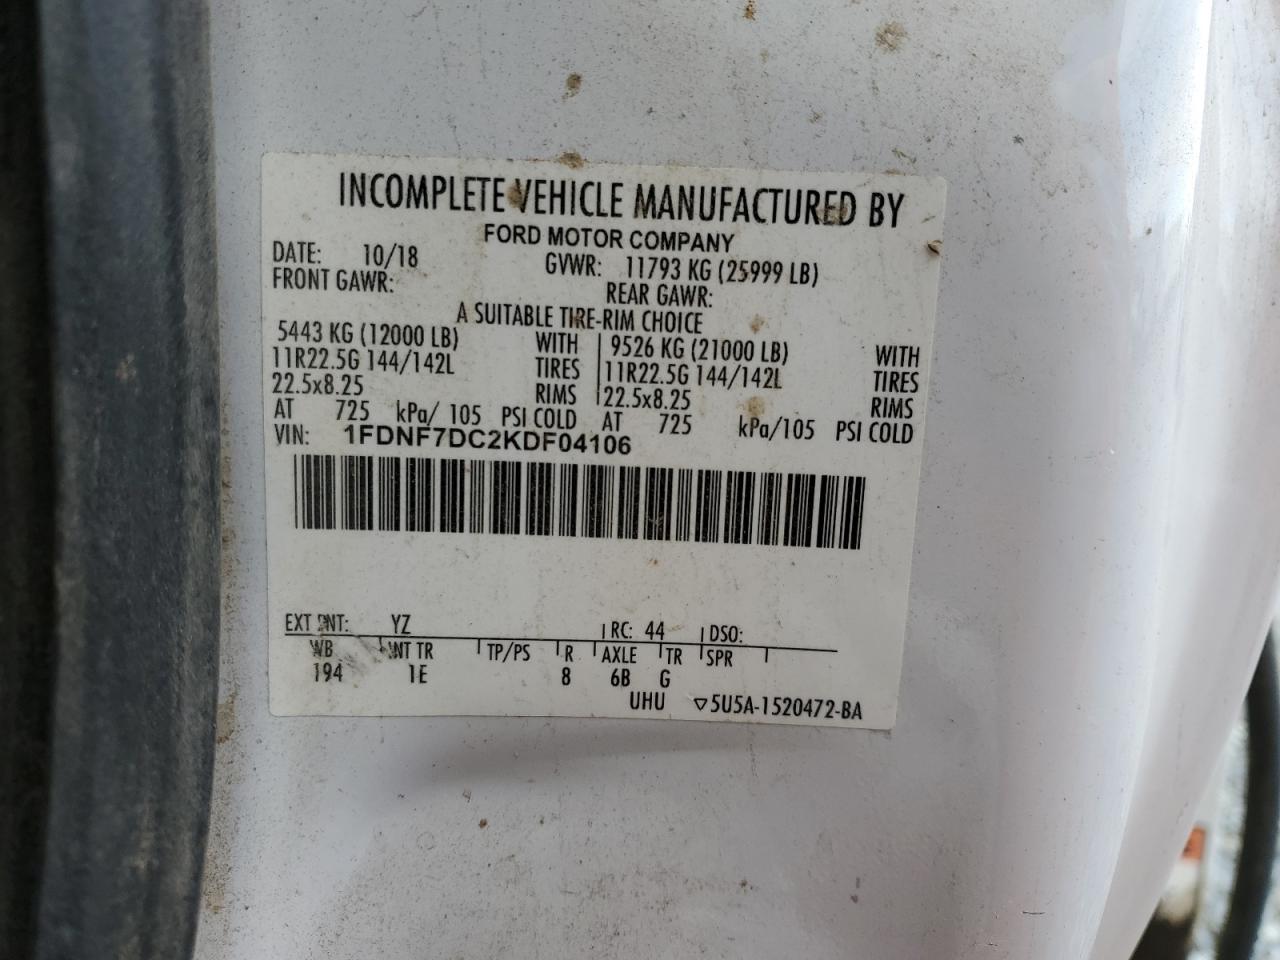 INCOMPLETE VEHICLE MANUFACTURED BY
FORD MOTOR COMPANY
DATE: 10/18 GVWR: 11793 KG (25999 LB)
FRONT GAWR: REAR GAWR:
A SUITABLE TIRE-RIM CHOICE
5443 KG (12000 LB) WITH 9526 KG (21000 LB) WITH
11R22.5G 144/142L TIRES 11R22.5G 144/142L TIRES
22.5x8.25 RIMS 22.5x8.25 RIMS
AT 725 kPa/ 105 PSI COLD AT 725 kPa/105 PSI COLD
VIN: 1FDNF7DC2KDF04106
EXT PNT: YZ RC: 44 DSO:
WB INT TR TP/PS R AXLE TR SPR
194 1E 8 6B G
UHU ▽5U5A-1520472-BA